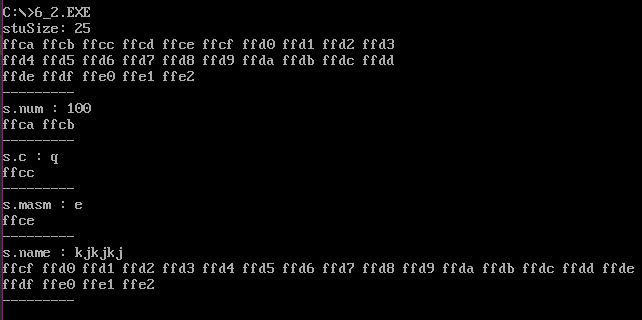 C:\>6_2.EXE
stuSize: 25
ffca ffcb ffcc ffcd ffce ffcf ffd0 ffd1 ffd2 ffd3
ffd4 ffd5 ffd6 ffd7 ffd8 ffd9 ffda ffdb ffdc ffdd
ffde ffdf ffe0 ffe1 ffe2
---------
s.num : 100
ffca ffcb
---------
s.c : q
ffcc
---------
s.masm : e
ffce
---------
s.name : kjkjkj
ffcf ffd0 ffd1 ffd2 ffd3 ffd4 ffd5 ffd6 ffd7 ffd8 ffd9 ffda ffdb ffdc ffdd ffde
ffdf ffe0 ffe1 ffe2
---------